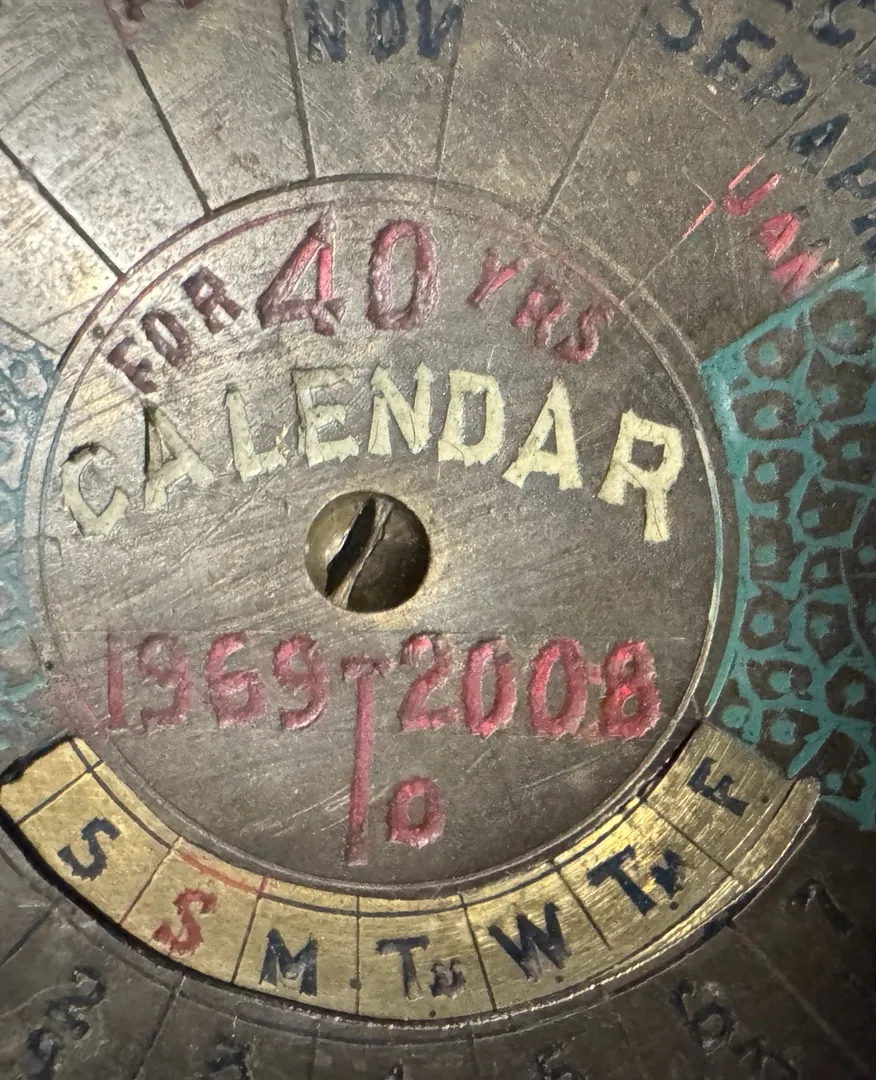 NOV
SEP
JAN
FOR 40 YRS
CALENDAR
1969 TO 2008
S S M Tu W TH F